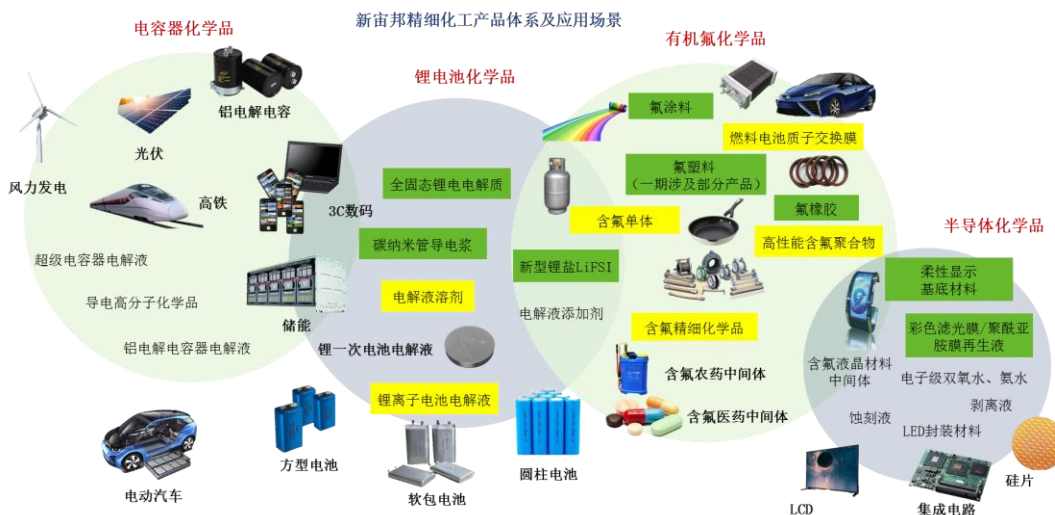 新宙邦精细化工产品体系及应用场景
电容器化学品
铝电解电容
光伏
风力发电
高铁
3C数码
超级电容器电解液
导电高分子化学品
储能
铝电解电容器电解液
电动汽车
锂电池化学品
全固态锂电电解质
碳纳米管导电浆
电解液溶剂
锂一次电池电解液
锂离子电池电解液
方型电池
软包电池
圆柱电池
新型锂盐LiFSI
电解液添加剂
有机氟化学品
氟涂料
燃料电池质子交换膜
氟塑料
（一期涉及部分产品）
含氟单体
氟橡胶
高性能含氟聚合物
含氟精细化学品
含氟农药中间体
含氟医药中间体
半导体化学品
柔性显示
基底材料
彩色滤光膜/聚酰亚
胺膜再生液
含氟液晶材料
中间体
电子级双氧水、氨水
剥离液
蚀刻液
LED封装材料
硅片
LCD
集成电路